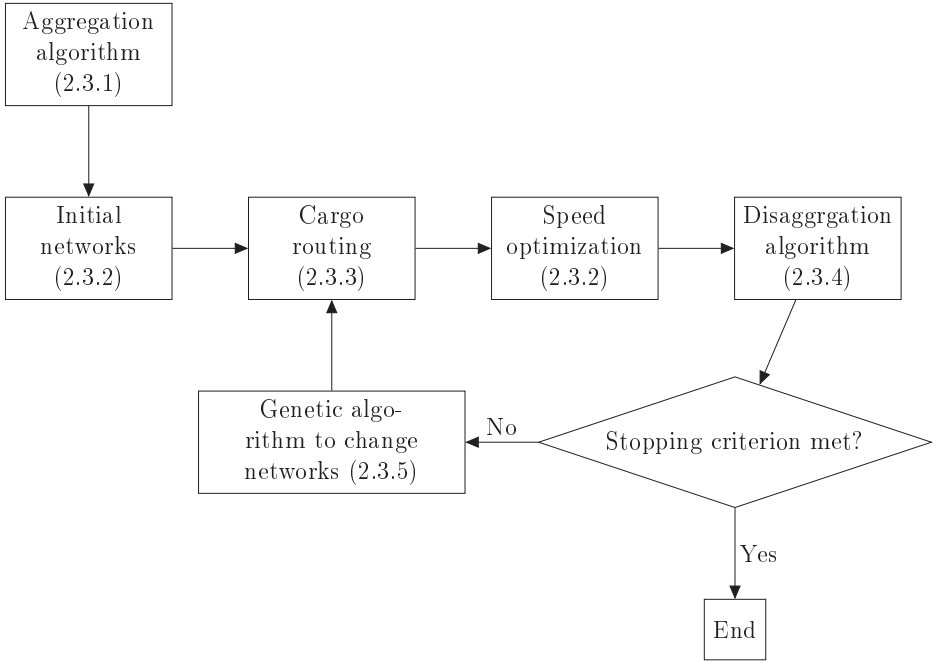 Aggregation
algorithm
(2.3.1)
Initial
networks
(2.3.2)
Cargo
routing
(2.3.3)
Speed
optimization
(2.3.2)
Disaggrgation
algorithm
(2.3.4)
Genetic algo-
rithm to change
networks (2.3.5)
No
Stopping criterion met?
Yes
End